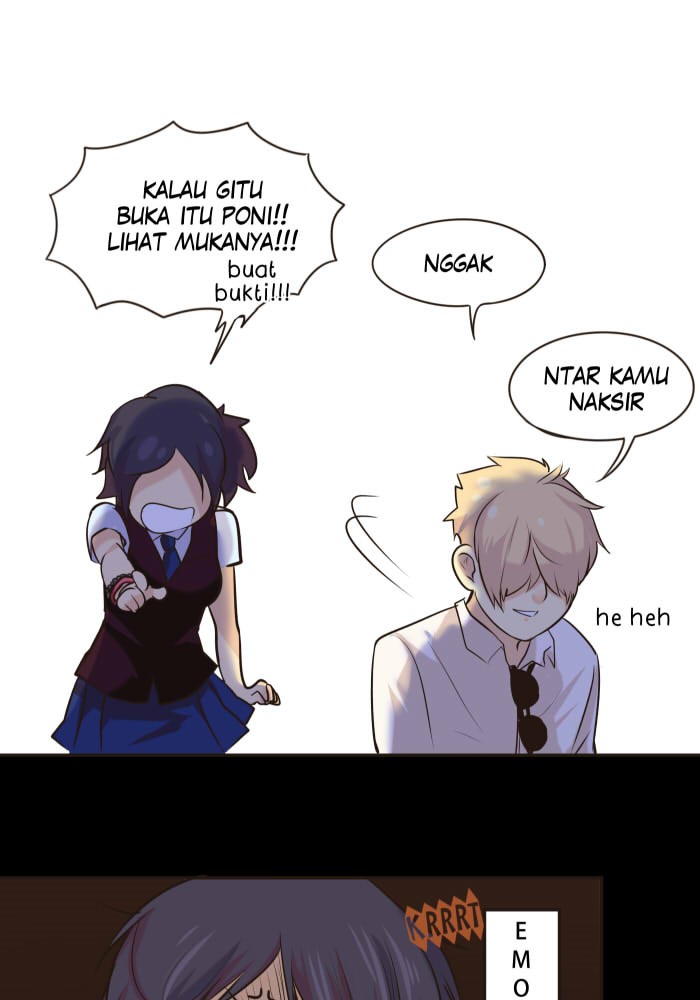 KALAU GITU
BUKA ITU PONI!!
LIHAT MUKANYA!!!
buat
bukti!!!
NGGAK
NTAR KAMU
NAKSIR
he heh
KRRRT
E
M
O